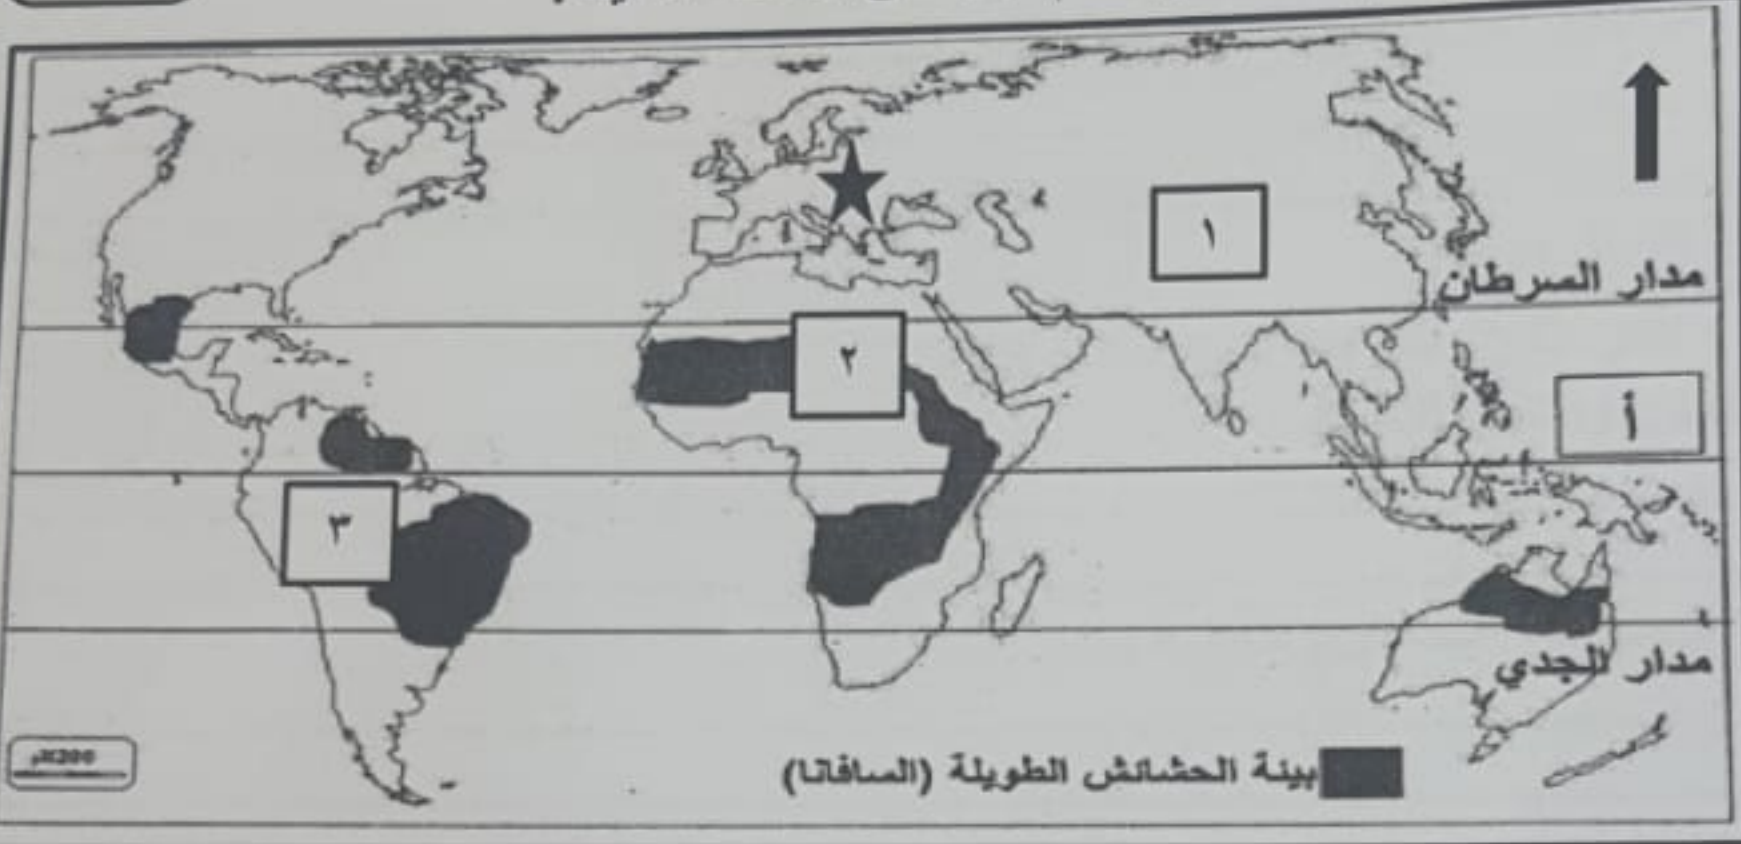 ١
مدار السرطان
٢
أ
٣
مدار الجدي
بيئة الحشائش الطويلة (السافانا)